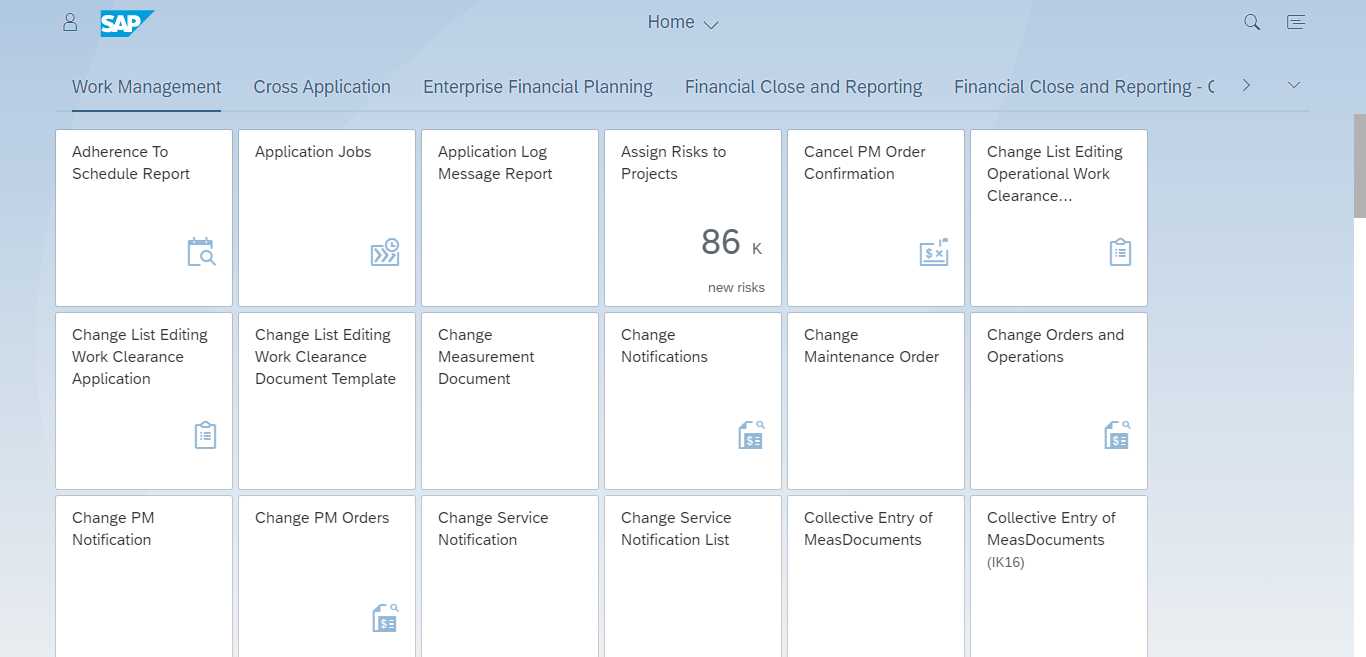 SAP
Home
Work Management
Cross Application
Enterprise Financial Planning
Financial Close and Reporting
Financial Close and Reporting -
Adherence To
Schedule Report
Application Jobs
Application Log
Message Report
Assign Risks to
Projects
86 K
new risks
Cancel PM Order
Confirmation
Change List Editing
Operational Work
Clearance...
Change List Editing
Work Clearance
Application
Change List Editing
Work Clearance
Document Template
Change
Measurement
Document
Change
Notifications
Change
Maintenance Order
Change Orders and
Operations
Change PM
Notification
Change PM Orders
Change Service
Notification
Change Service
Notification List
Collective Entry of
MeasDocuments
Collective Entry of
MeasDocuments
(IK16)